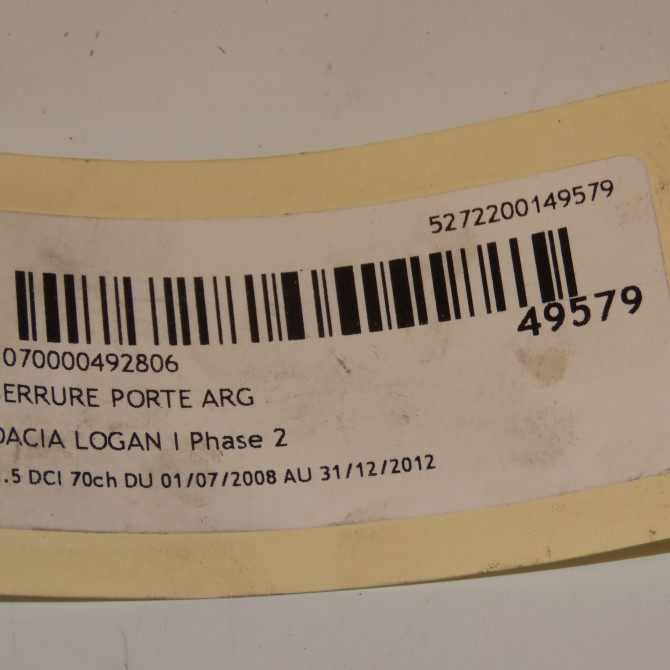 5272200149579
49579
070000492806
ERRURE PORTE ARG
DACIA LOGAN I Phase 2
.5 DCI 70ch DU 01/07/2008 AU 31/12/2012